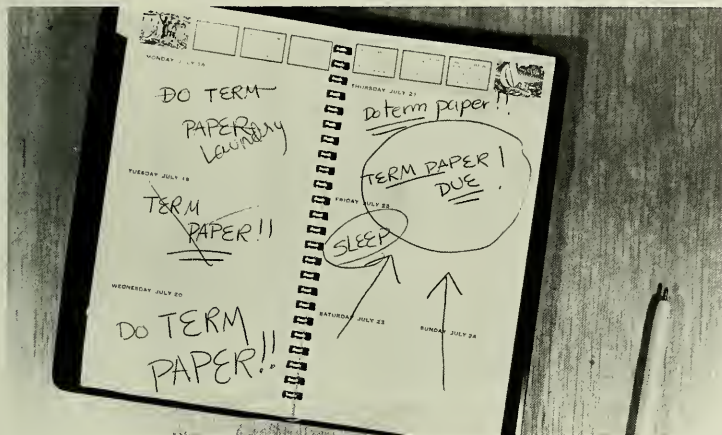 MONDAY JULY 18
DO TERM
PAPER &
Laundry
TUESDAY JULY 19
TERM
PAPER!!
WEDNESDAY JULY 20
DO TERM
PAPER!!
THURSDAY JULY 21
Do term paper!!
TERM PAPER
DUE!
FRIDAY JULY 22
SLEEP
SATURDAY JULY 23
SUNDAY JULY 24